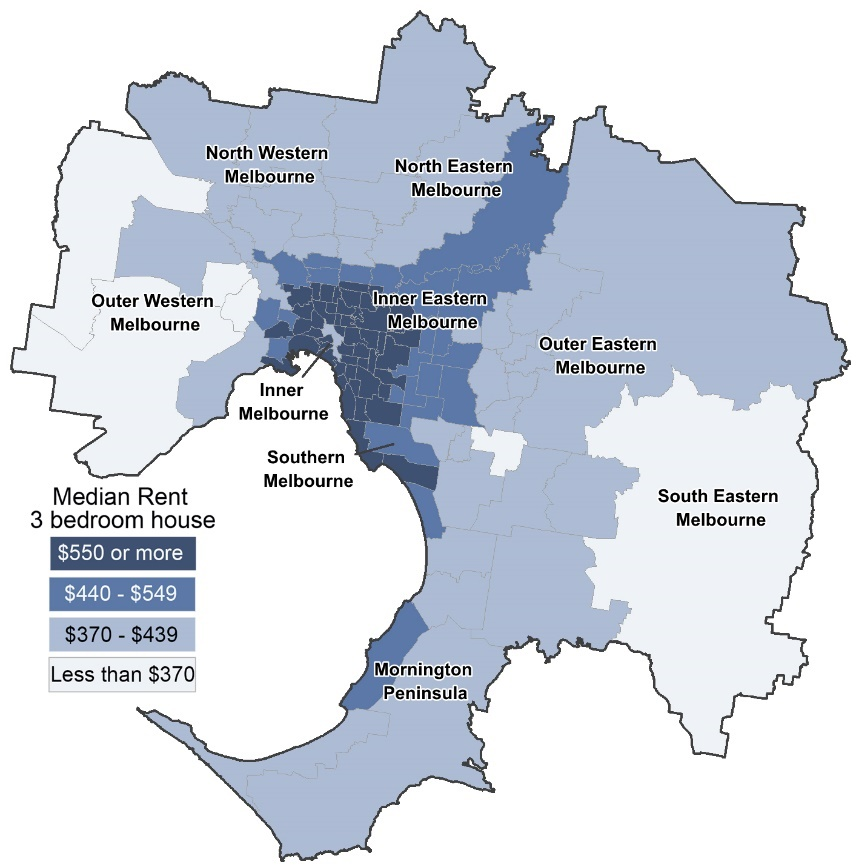 North Western
Melbourne
North Eastern
Melbourne
Outer Western
Melbourne
Inner Eastern
Melbourne
Outer Eastern
Melbourne
Inner
Melbourne
Southern
Melbourne
South Eastern
Melbourne
Mornington
Peninsula
Median Rent
3 bedroom house
$550 or more
$440 - $549
$370 - $439
Less than $370